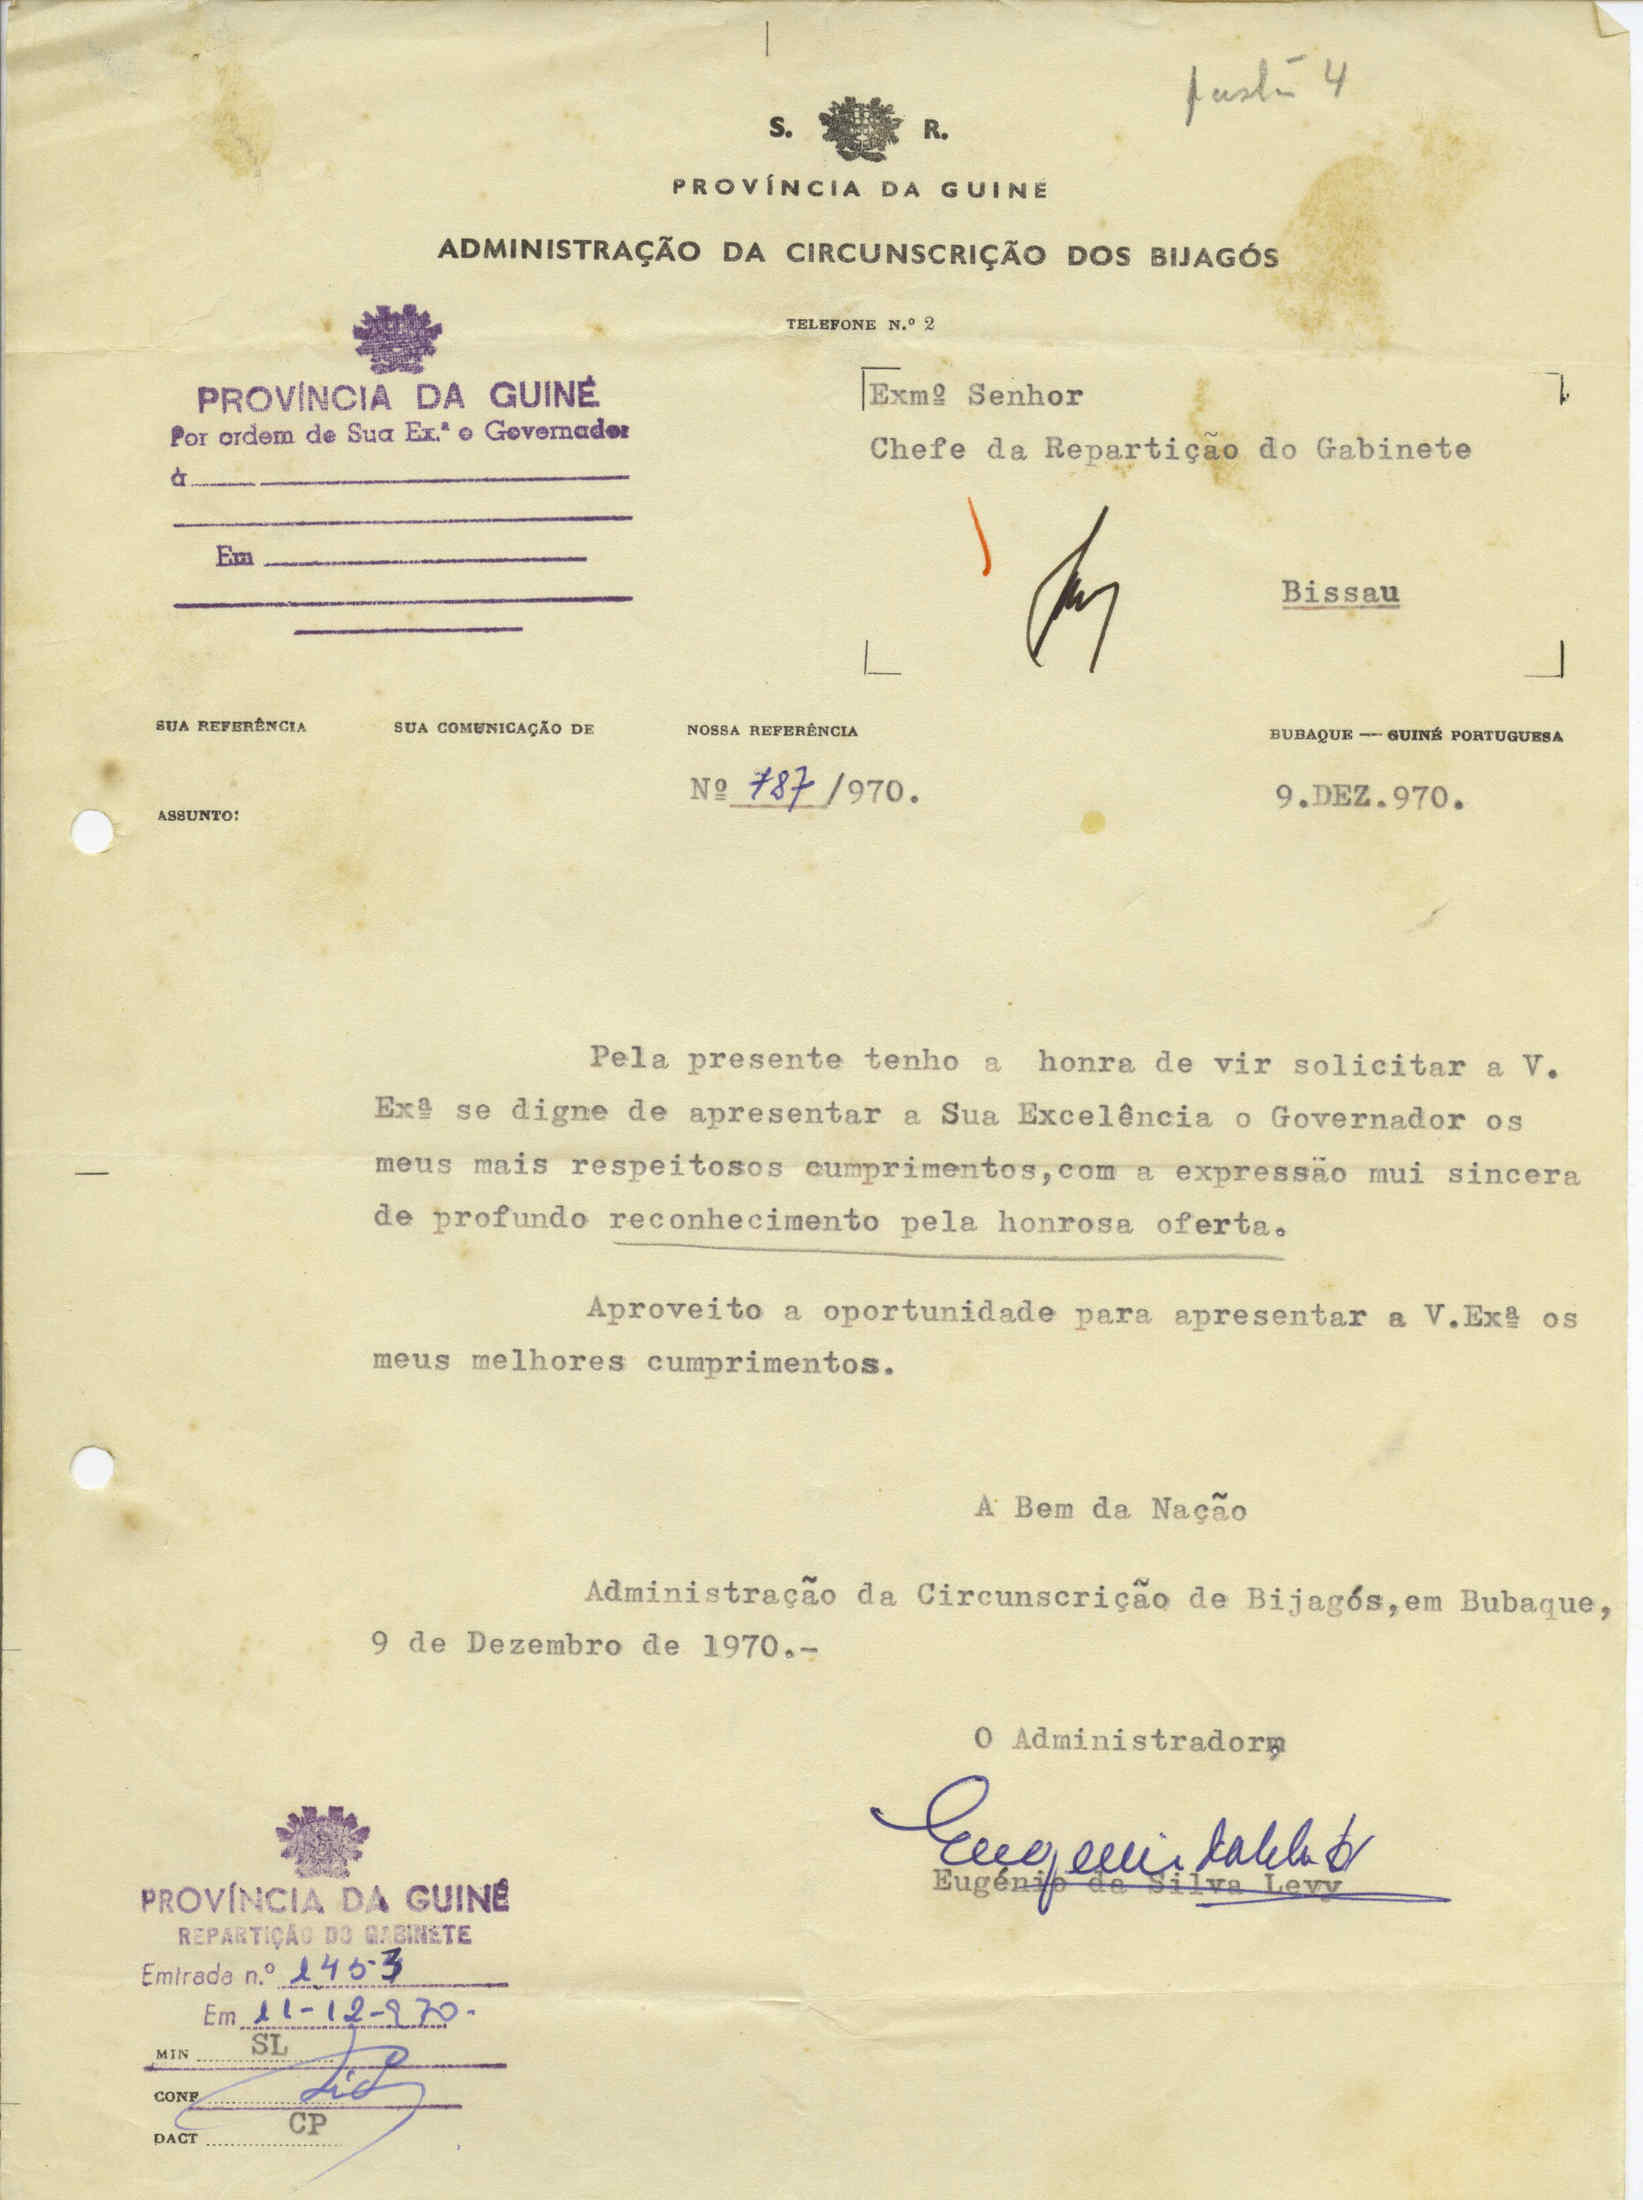 4
S. R.
PROVÍNCIA DA GUINÉ
ADMINISTRAÇÃO DA CIRCUNSCRIÇÃO DOS BIJAGÓS
TELEFONE N.º 2
PROVÍNCIA DA GUINÉ
Por ordem de Sua Ex.ª o Governador
à
Em
Exmº Senhor
Chefe da Repartição do Gabinete
Bissau
SUA REFERÊNCIA SUA COMUNICAÇÃO DE NOSSA REFERÊNCIA BUBAQUE — GUINÉ PORTUGUESA
Nº 787/970. 9.DEZ.970.
ASSUNTO:
Pela presente tenho a honra de vir solicitar a V.
Exª se digne de apresentar a Sua Excelência o Governador os
meus mais respeitosos cumprimentos,com a expressão mui sincera
de profundo reconhecimento pela honrosa oferta.
Aproveito a oportunidade para apresentar a V.Exª os
meus melhores cumprimentos.
A Bem da Nação
Administração da Circunscrição de Bijagós,em Bubaque,
9 de Dezembro de 1970.-
O Administrador,
Eugénio da Silva Levy
PROVÍNCIA DA GUINÉ
REPARTIÇÃO DO GABINETE
Entrada n.º 1453
Em 11-12-970.
MIN SL
CONF
DACT CP